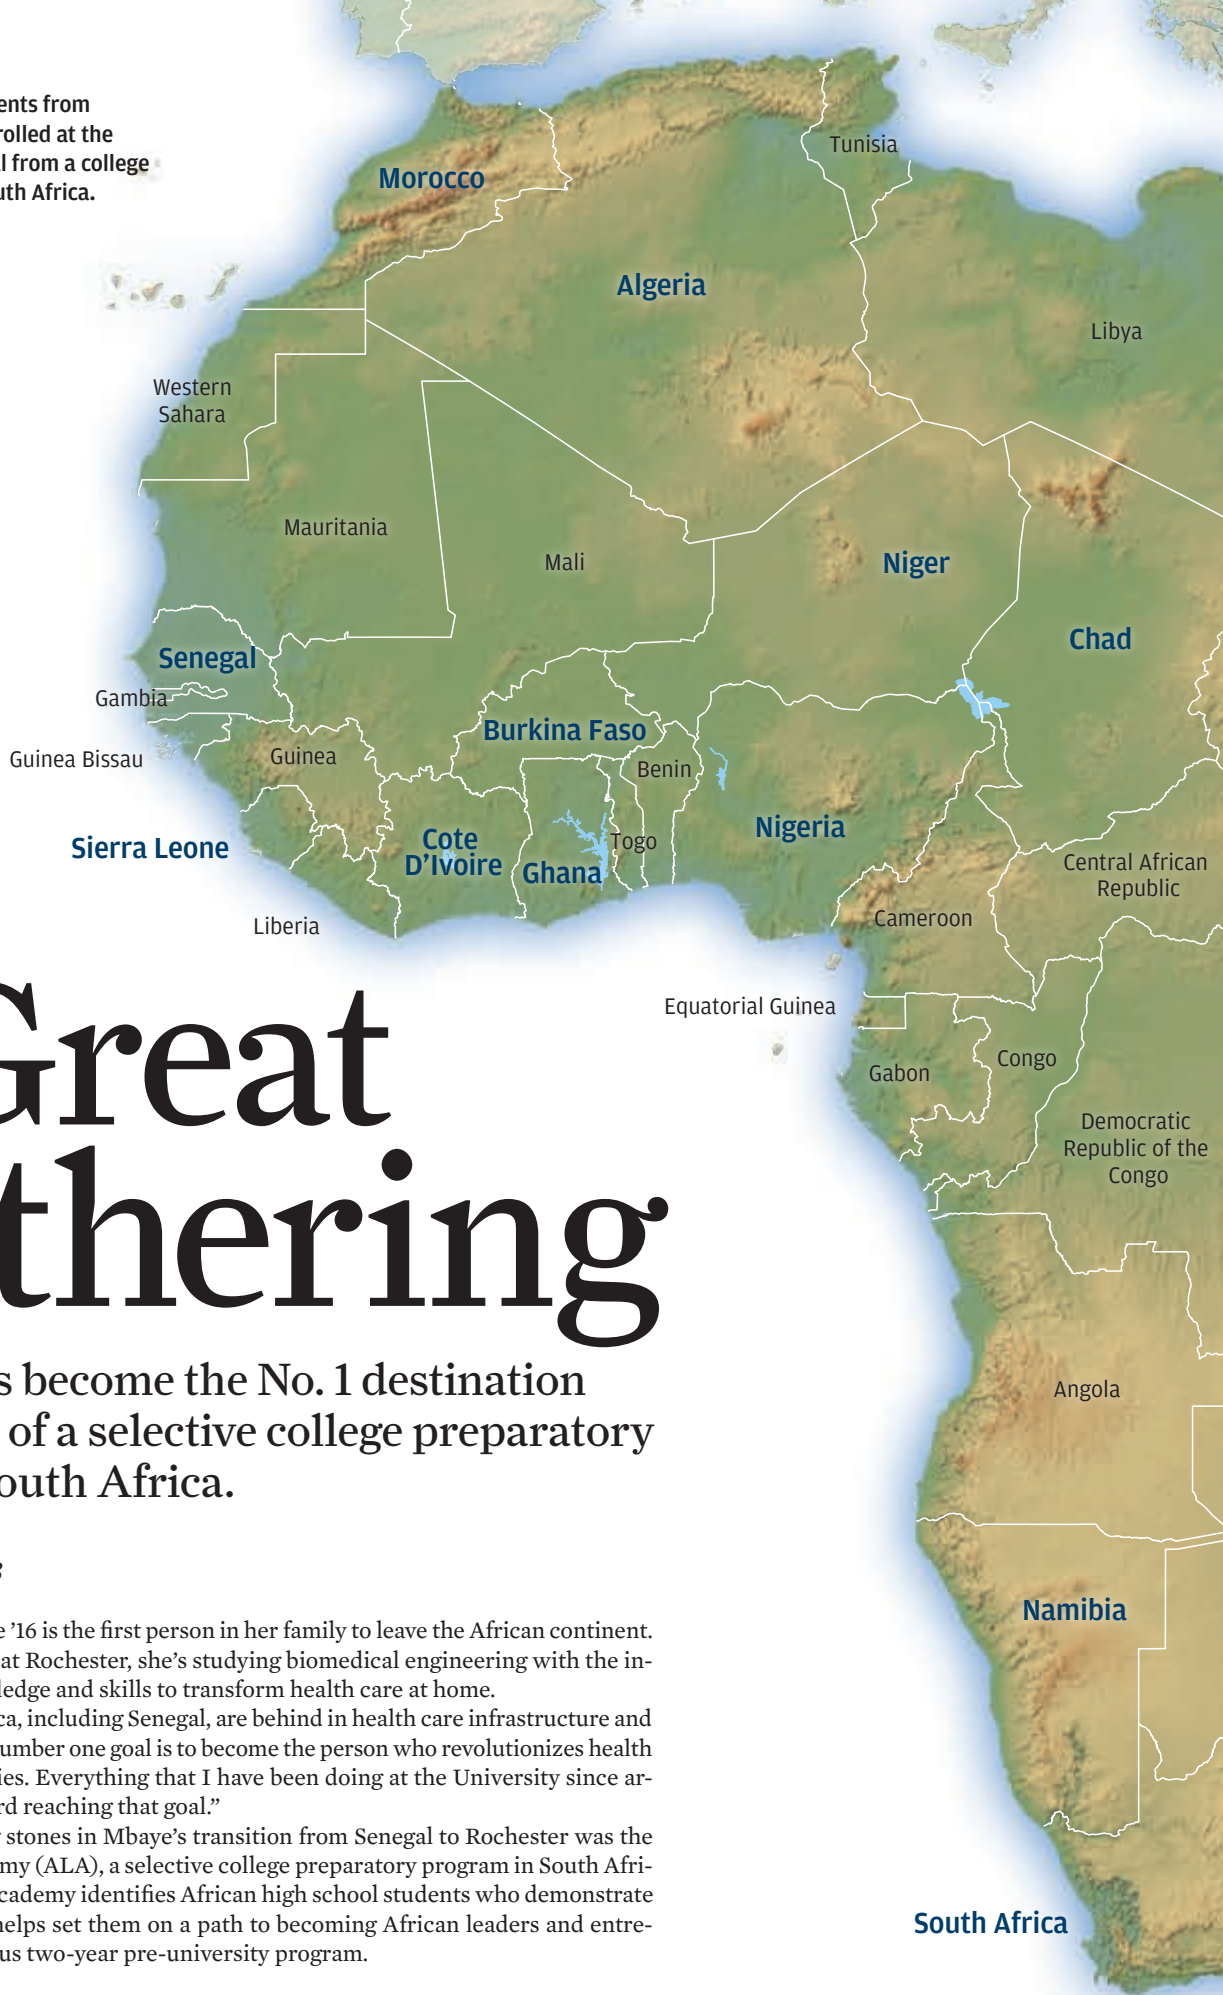 ents from
rolled at the
l from a college
uth Africa.
Tunisia
Morocco
Algeria
Libya
Western
Sahara
Mauritania
Mali
Niger
Chad
Senegal
Gambia
Burkina Faso
Guinea Bissau
Guinea
Benin
Sierra Leone
Cote
D’Ivoire
Ghana
Togo
Nigeria
Central African
Republic
Liberia
Cameroon
Equatorial Guinea
Gabon
Congo
Democratic
Republic of the
Congo
Great
thering
s become the No. 1 destination
of a selective college preparatory
outh Africa.
Angola
Namibia
e ’16 is the first person in her family to leave the African continent.
at Rochester, she’s studying biomedical engineering with the in-
ledge and skills to transform health care at home.
ca, including Senegal, are behind in health care infrastructure and
umber one goal is to become the person who revolutionizes health
ies. Everything that I have been doing at the University since ar-
rd reaching that goal.”
stones in Mbaye’s transition from Senegal to Rochester was the
my (ALA), a selective college preparatory program in South Afri-
cademy identifies African high school students who demonstrate
helps set them on a path to becoming African leaders and entre-
us two-year pre-university program.
South Africa